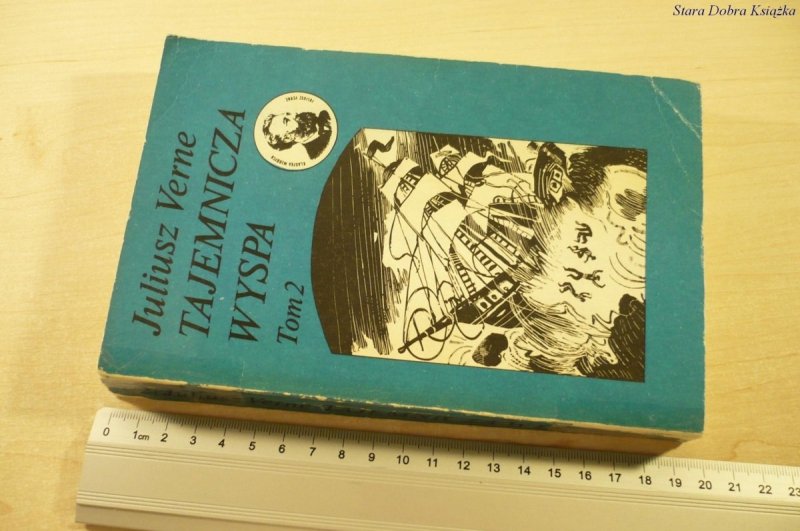 Stara Dobra Książka
Juliusz Verne
TAJEMNICZA
WYSPA
Tom 2
0 1cm 2 3 4 5 6 7 8 9 10 11 12 13 14 15 16 17 18 19 20 21 22 23